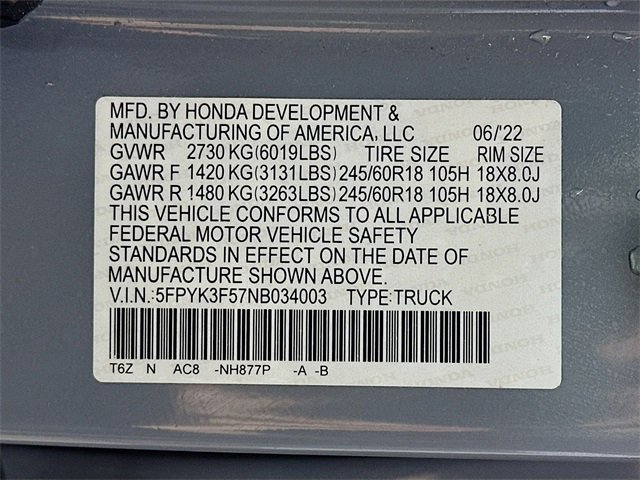 MFD. BY HONDA DEVELOPMENT &
MANUFACTURING OF AMERICA, LLC 06/'22
GVWR 2730 KG(6019LBS) TIRE SIZE RIM SIZE
GAWR F 1420 KG(3131LBS) 245/60R18 105H 18X8.0J
GAWR R 1480 KG(3263LBS) 245/60R18 105H 18X8.0J
THIS VEHICLE CONFORMS TO ALL APPLICABLE
FEDERAL MOTOR VEHICLE SAFETY
STANDARDS IN EFFECT ON THE DATE OF
MANUFACTURE SHOWN ABOVE.
V.I.N.:5FPYK3F57NB034003 TYPE:TRUCK
T6Z N AC8 -NH877P -A -B